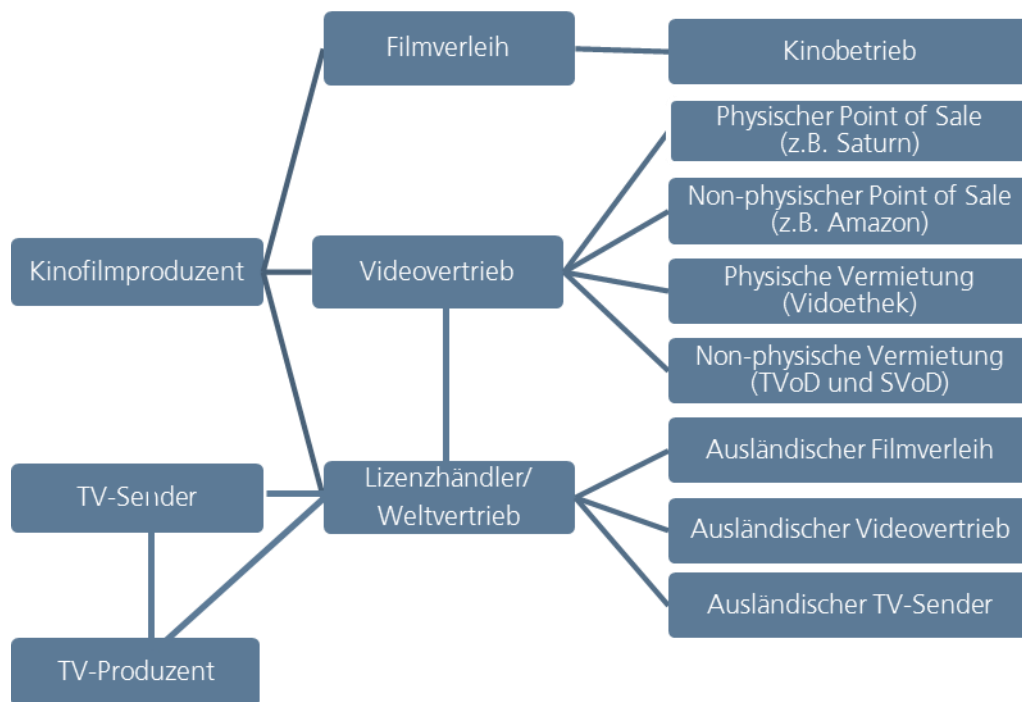 Filmverleih
Kinobetrieb
Physischer Point of Sale
(z.B. Saturn)
Non-physischer Point of Sale
(z.B. Amazon)
Kinofilmproduzent
Videovertrieb
Physische Vermietung
(Vidoethek)
Non-physische Vermietung
(TVoD und SVoD)
Ausländischer Filmverleih
TV-Sender
Lizenzhändler/
Weltvertrieb
Ausländischer Videovertrieb
Ausländischer TV-Sender
TV-Produzent